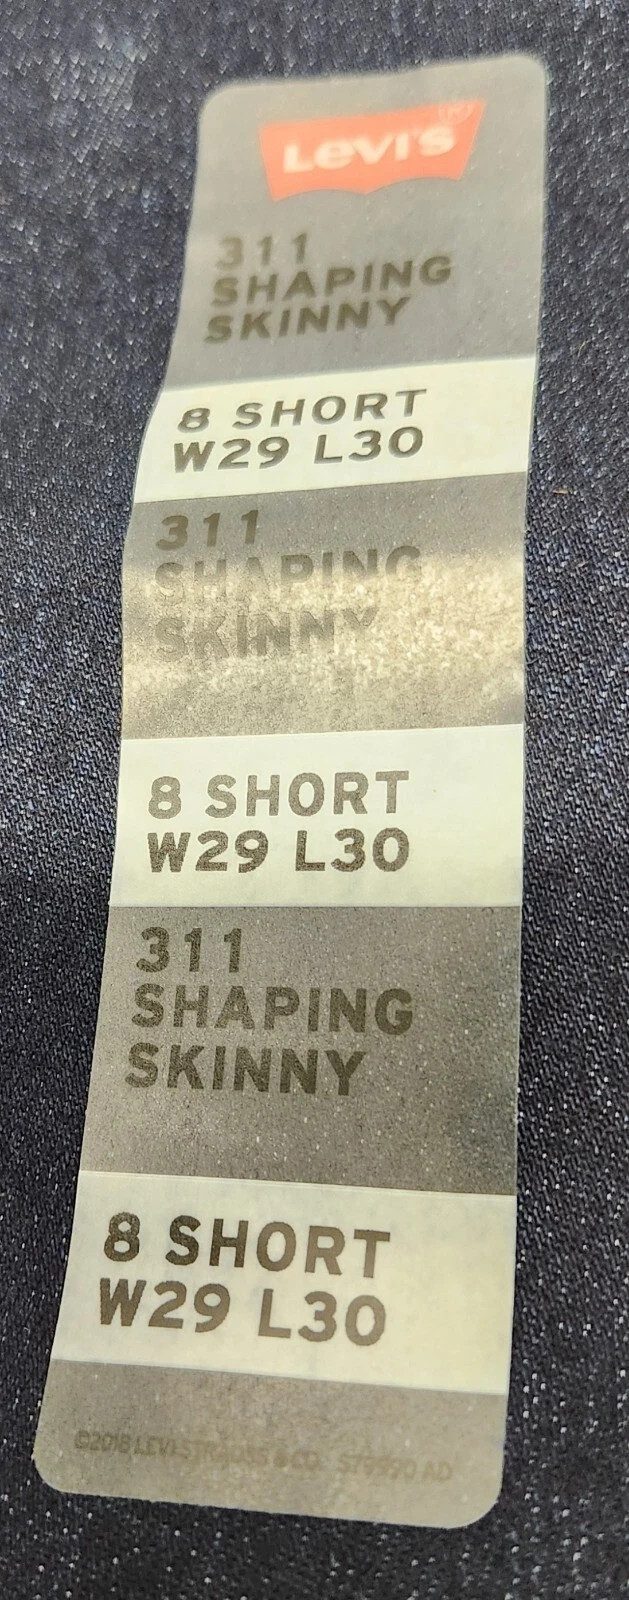 Levi's®
311
SHAPING
SKINNY
8 SHORT
W29 L30
311
SHAPING
SKINNY
8 SHORT
W29 L30
311
SHAPING
SKINNY
8 SHORT
W29 L30
©2018 LEVI STRAUSS & CO. AD